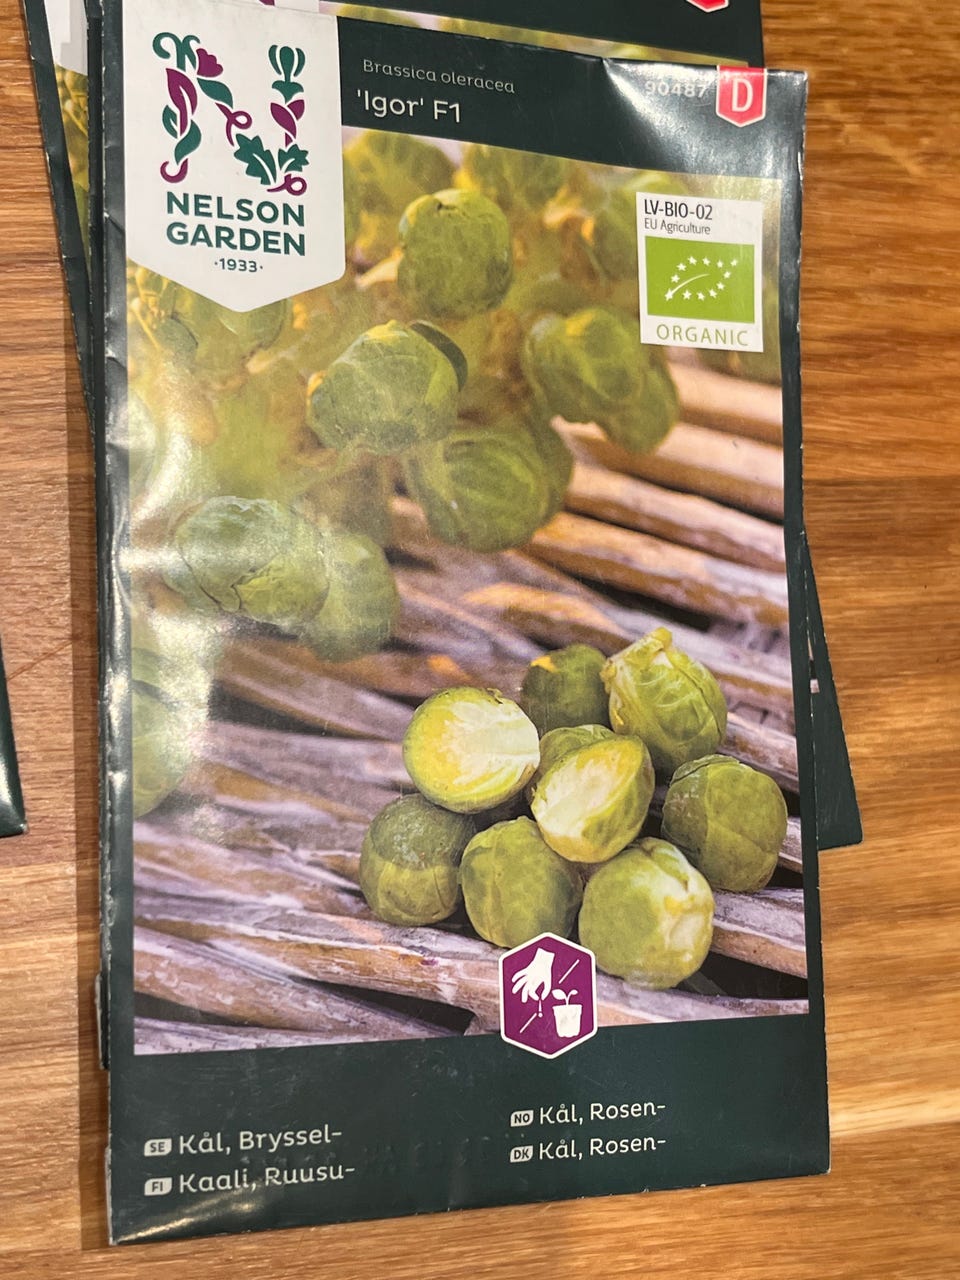 Brassica oleracea
'Igor' F1
90487
D
NELSON
GARDEN
·1933·
LV-BIO-02
EU Agriculture
ORGANIC
SE Kål, Bryssel-
FI Kaali, Ruusu-
NO Kål, Rosen-
DK Kål, Rosen-